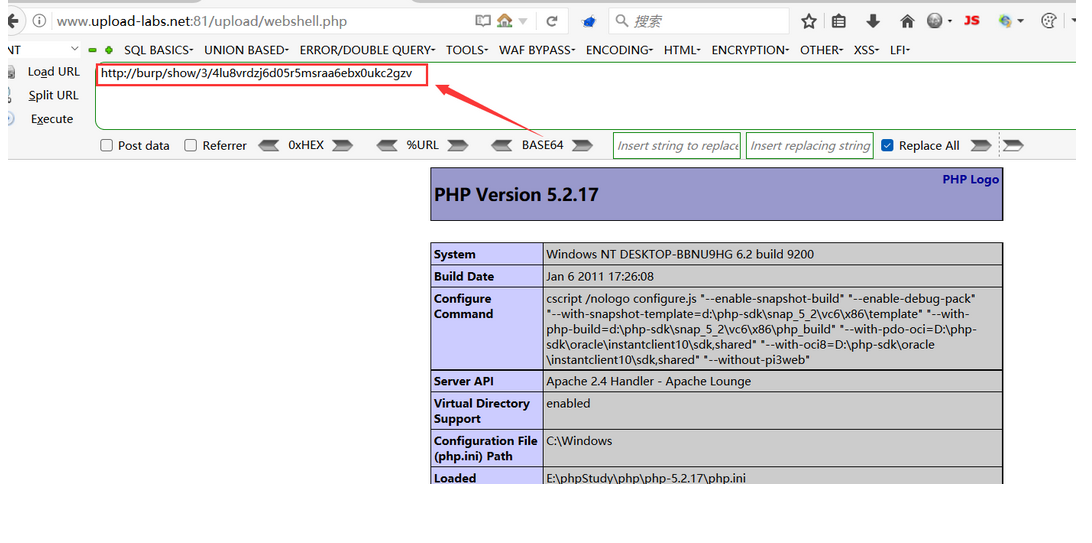 www.upload-labs.net:81/upload/webshell.php
搜索
JS
NT
SQL BASICS
UNION BASED
ERROR/DOUBLE QUERY
TOOLS
WAF BYPASS
ENCODING
HTML
ENCRYPTION
OTHER
XSS
LFI
Load URL
http://burp/show/3/4lu8vrdzj6d05r5msraa6ebx0ukc2gzv
Split URL
Execute
Post data
Referrer
0xHEX
%URL
BASE64
Insert string to replace
Insert replacing string
Replace All
PHP Version 5.2.17
PHP Logo
System
Windows NT DESKTOP-BBNU9HG 6.2 build 9200
Build Date
Jan 6 2011 17:26:08
Configure
Command
cscript /nologo configure.js "--enable-snapshot-build" "--enable-debug-pack"
"--with-snapshot-template=d:\php-sdk\snap_5_2\vc6\x86\template" "--with-
php-build=d:\php-sdk\snap_5_2\vc6\x86\php_build" "--with-pdo-oci=D:\php-
sdk\oracle\instantclient10\sdk,shared" "--with-oci8=D:\php-sdk\oracle
\instantclient10\sdk,shared" "--without-pi3web"
Server API
Apache 2.4 Handler - Apache Lounge
Virtual Directory
Support
enabled
Configuration File
(php.ini) Path
C:\Windows
Loaded
E:\phpStudy\php\php-5.2.17\php.ini